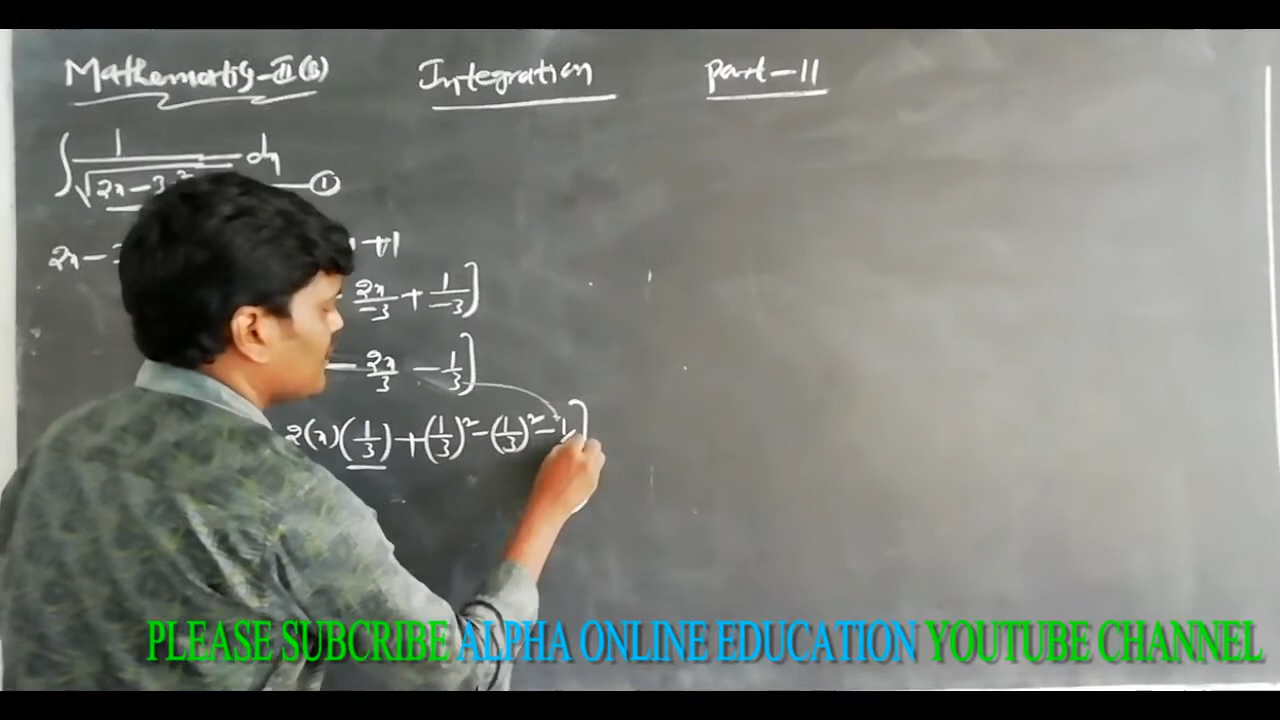 Mathematics-II(B) Integration Part-11
∫ 1/√(2x-3x²) dx —①
2x-3 +1
2x/-3 + 1/-3]
- 2x/3 - 1/3]
2(x)(1/3)+(1/3)²-(1/3)²-1/
PLEASE SUBCRIBE ALPHA ONLINE EDUCATION YOUTUBE CHANNEL